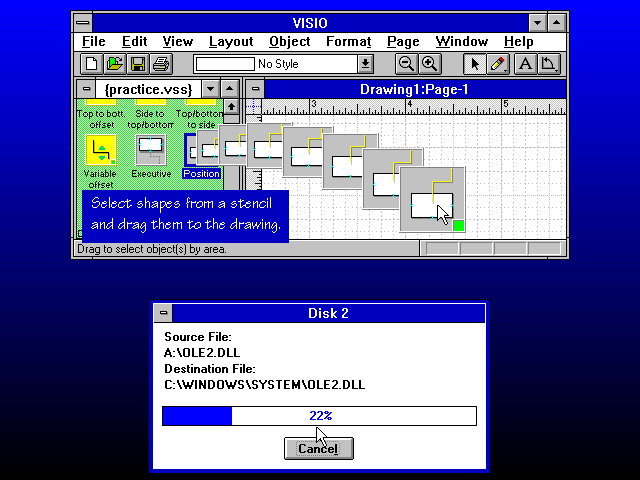 VISIO
File Edit View Layout Object Format Page Window Help
No Style
A
{practice.vss}
Drawing1:Page-1
3 4 5
Top to bott offset
Side to top/bottom
Top/bottom to side
Variable offset
Executive
Position
Select shapes from a stencil
and drag them to the drawing.
Drag to select object(s) by area.
Disk 2
Source File:
A:\OLE2.DLL
Destination File:
C:\WINDOWS\SYSTEM\OLE2.DLL
22%
Cancel